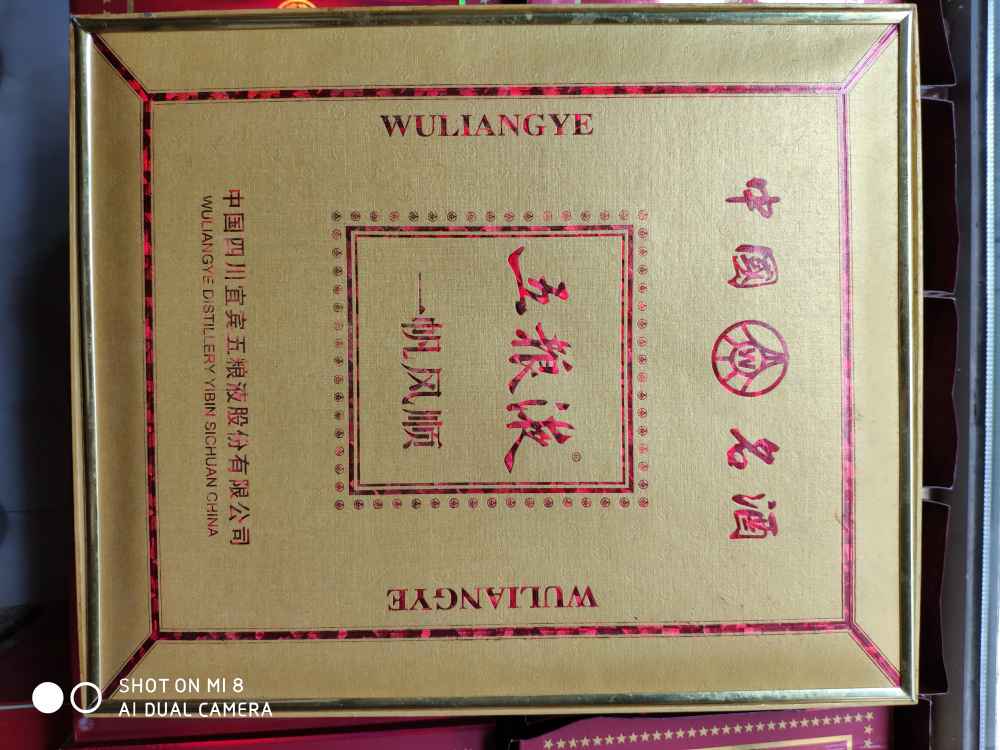 中國 W 名酒
WULIANGYE
五粮液®
一帆风顺
WULIANGYE
中国四川宜宾五粮液股份有限公司
WULIANGYE DISTILLERY YIBIN SICHUAN CHINA
SHOT ON MI 8
AI DUAL CAMERA